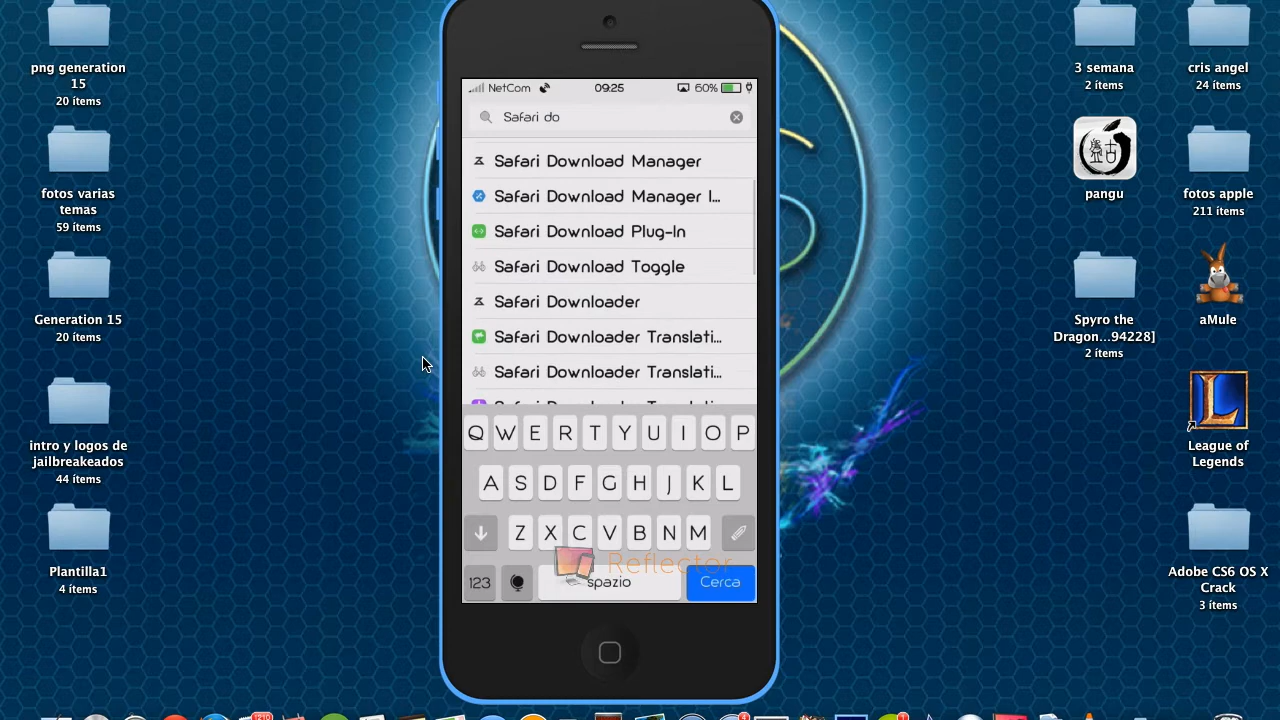 png generation
15
20 items
fotos varias
temas
59 items
Generation 15
20 items
intro y logos de
jailbreakeados
44 items
Plantilla1
4 items
NetCom
09:25
60%
Safari do
Safari Download Manager
Safari Download Manager I...
Safari Download Plug-In
Safari Download Toggle
Safari Downloader
Safari Downloader Translati...
Safari Downloader Translati...
Safari Downloader Translati...
Q W E R T Y U I O P
A S D F G H J K L
Z X C V B N M
Reflector
123
spazio
Cerca
3 semana
2 items
cris angel
24 items
pangu
fotos apple
211 items
Spyro the
Dragon...94228]
2 items
aMule
L
League of
Legends
Adobe CS6 OS X
Crack
3 items